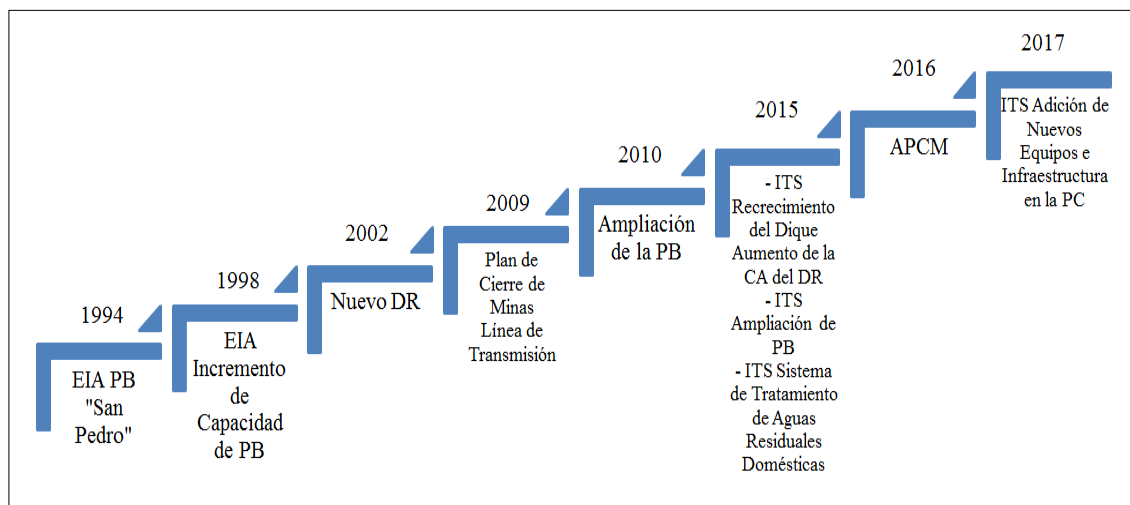 1994
EIA PB
"San
Pedro"
1998
EIA
Incremento
de
Capacidad
de PB
2002
Nuevo DR
2009
Plan de
Cierre de
Minas
Línea de
Transmisión
2010
Ampliación
de la PB
2015
- ITS
Recrecimiento
del Dique
Aumento de la
CA del DR
- ITS
Ampliación de
PB
- ITS Sistema
de Tratamiento
de Aguas
Residuales
Domésticas
2016
APCM
2017
ITS Adición de
Nuevos
Equipos e
Infraestructura
en la PC